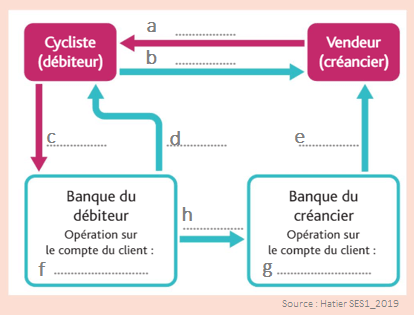 a ....................
Cycliste
(débiteur)
Vendeur
(créancier)
b ....................
c ....................
d ....................
e ....................
Banque du
débiteur
Opération sur
le compte du client :
f ....................
h ....................
Banque du
créancier
Opération sur
le compte du client :
g ....................
Source : Hatier SES1_2019